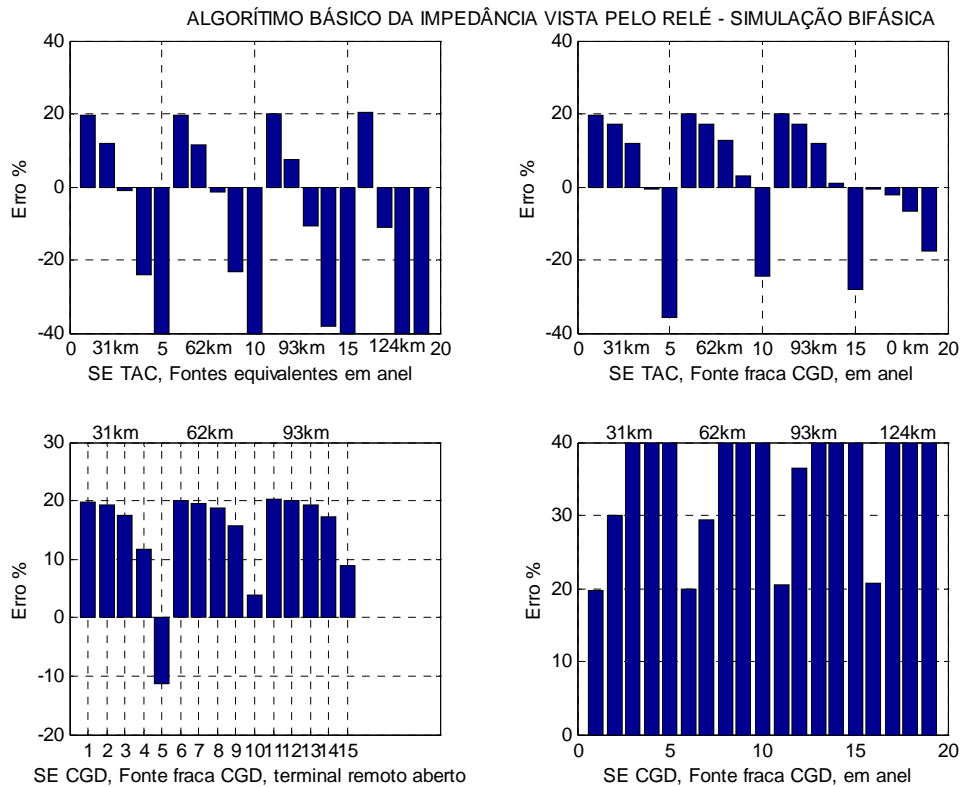 ALGORÍTIMO BÁSICO DA IMPEDÂNCIA VISTA PELO RELÉ - SIMULAÇÃO BIFÁSICA
40
20
0
-20
-40
Erro %
0 31km 5 62km 10 93km 15 124km 20
SE TAC, Fontes equivalentes em anel
40
20
0
-20
-40
Erro %
0 31km 5 62km 10 93km 15 0 km 20
SE TAC, Fonte fraca CGD, em anel
31km 62km 93km
30
20
10
0
-10
-20
Erro %
1 2 3 4 5 6 7 8 9 10 11 12 13 14 15
SE CGD, Fonte fraca CGD, terminal remoto aberto
31km 62km 93km 124km
40
30
20
10
0
Erro %
0 5 10 15 20
SE CGD, Fonte fraca CGD, em anel